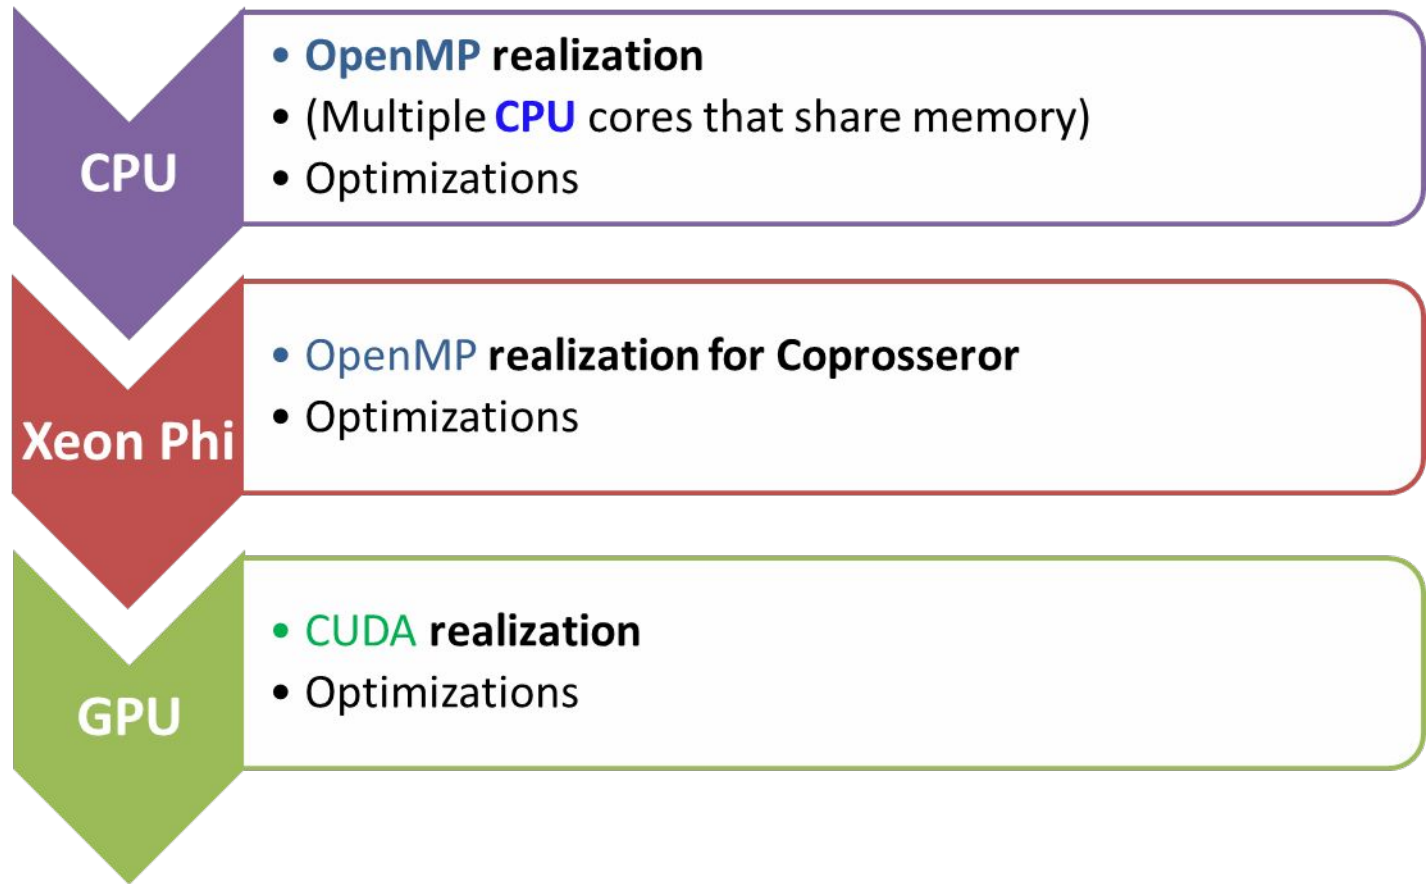 CPU
• OpenMP realization
• (Multiple CPU cores that share memory)
• Optimizations
Xeon Phi
• OpenMP realization for Coprosseror
• Optimizations
GPU
• CUDA realization
• Optimizations